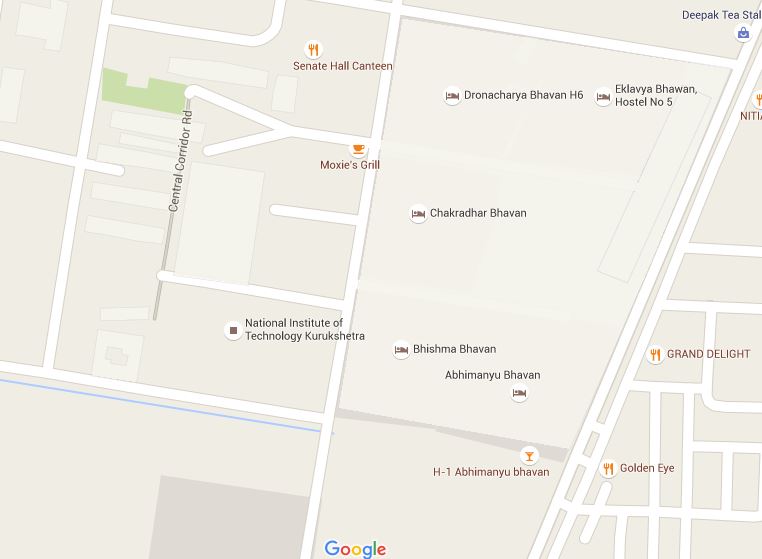 Deepak Tea Stal
Senate Hall Canteen
Dronacharya Bhavan H6
Eklavya Bhawan,
Hostel No 5
NITIA
Moxie's Grill
Central Corridor Rd
Chakradhar Bhavan
National Institute of
Technology Kurukshetra
Bhishma Bhavan
GRAND DELIGHT
Abhimanyu Bhavan
H-1 Abhimanyu bhavan
Golden Eye
Google